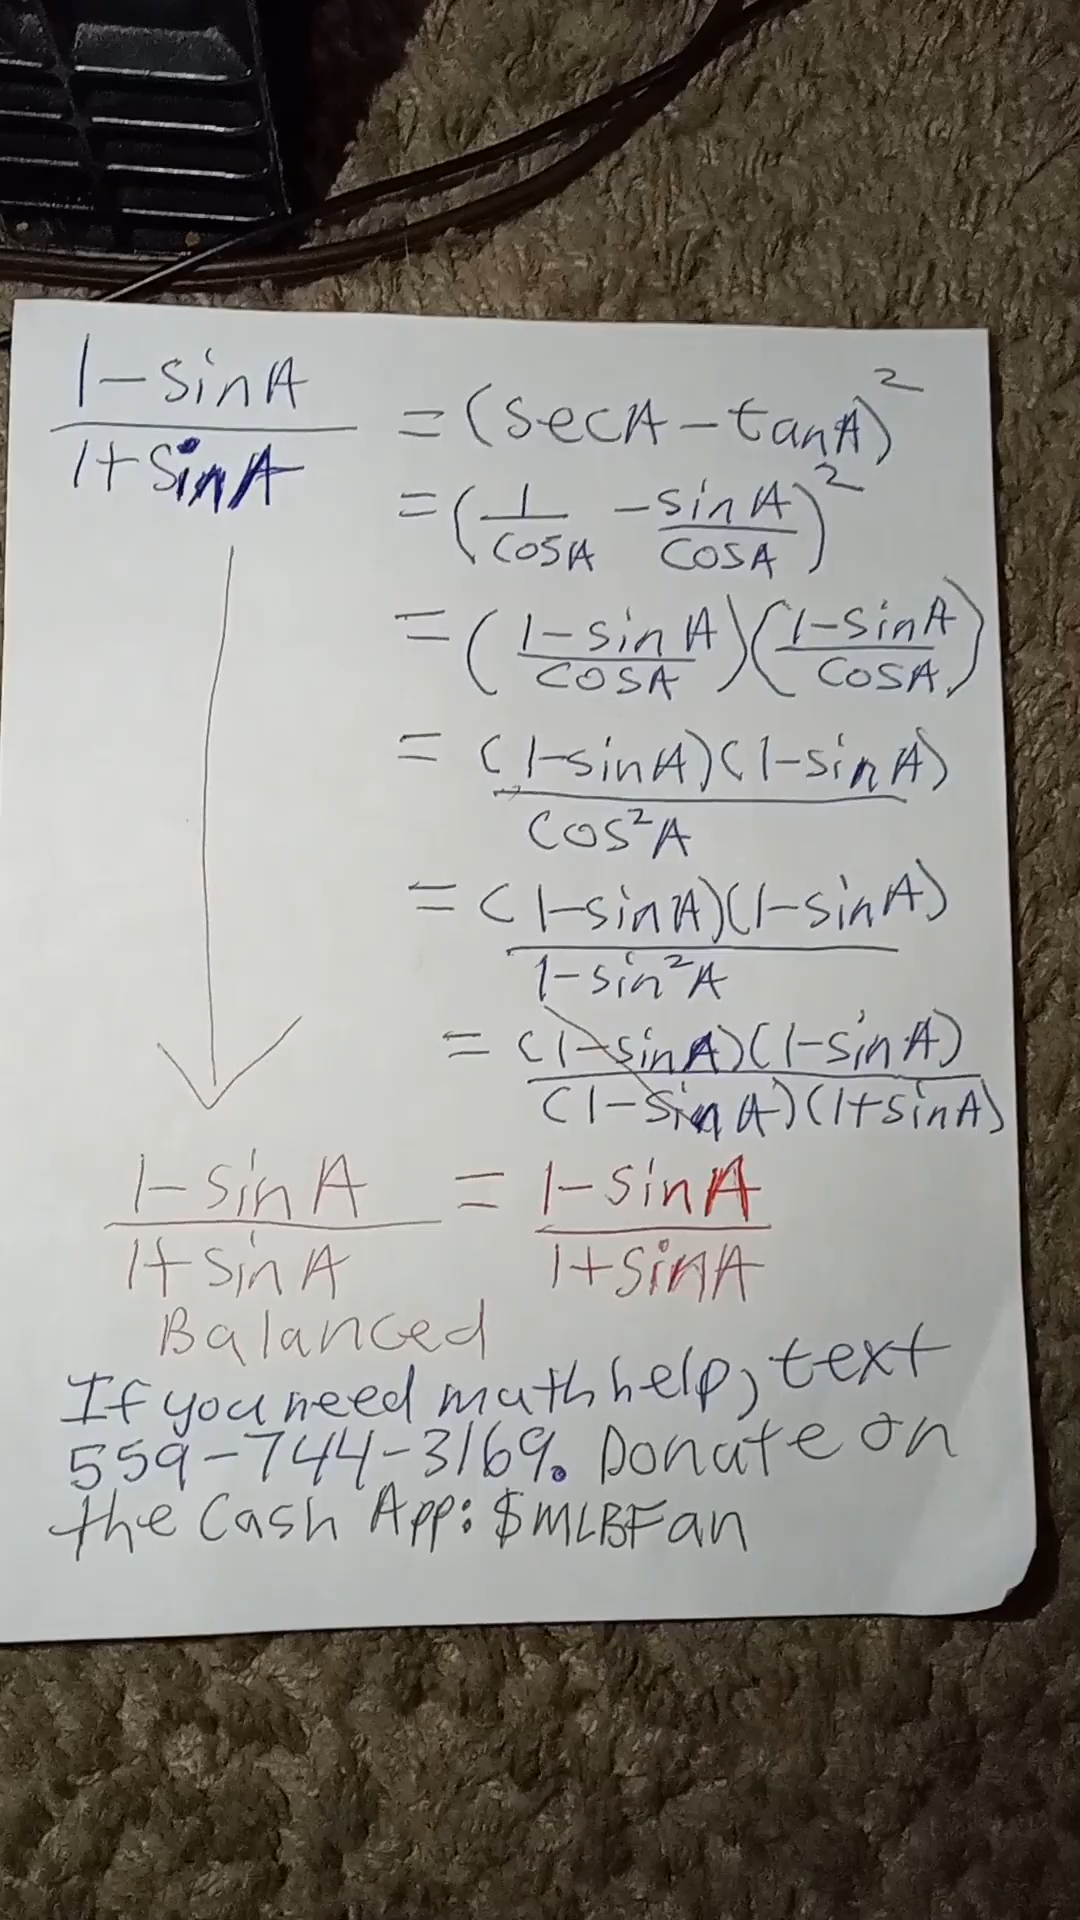 1-sinA/1+sinA = (secA-tanA)²
= (1/cosA - sinA/cosA)²
= (1-sinA/cosA)(1-sinA/cosA)
= (1-sinA)(1-sinA)/cos²A
= (1-sinA)(1-sinA)/1-sin²A
= (1-sinA)(1-sinA)/(1-sinA)(1+sinA)
1-sinA/1+sinA = 1-sinA/1+sinA
Balanced
If you need math help, text
559-744-3169. Donate on
the Cash App: $MLBFan